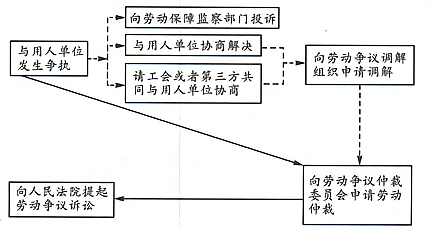 向劳动保障监察部门投诉
与用人单位
发生争执
与用人单位协商解决
请工会或者第三方共
同与用人单位协商
向劳动争议调解
组织申请调解
向人民法院提起
劳动争议诉讼
向劳动争议仲裁
委员会申请劳动
仲裁